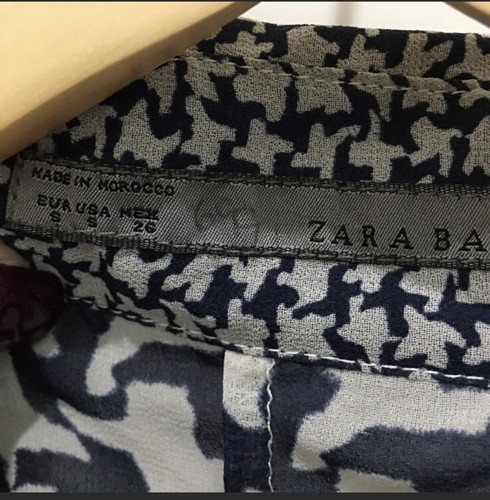 MADE IN MOROCCO
EUR USA MEX
S S 26
ZARA BA